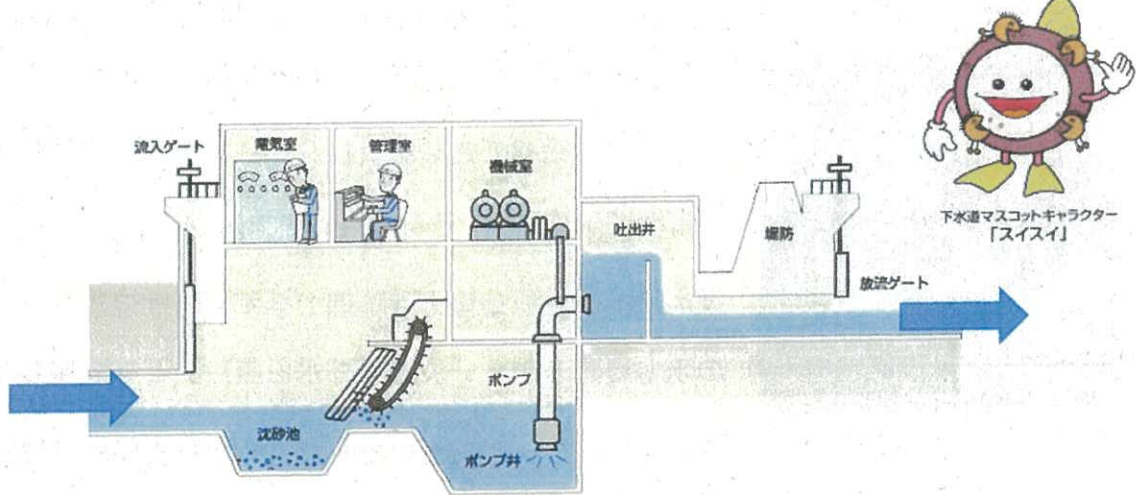 流入ゲート
電気室
管理室
機械室
吐出井
堤防
放流ゲート
下水道マスコットキャラクター
「スイスイ」
ポンプ
沈砂池
ポンプ井